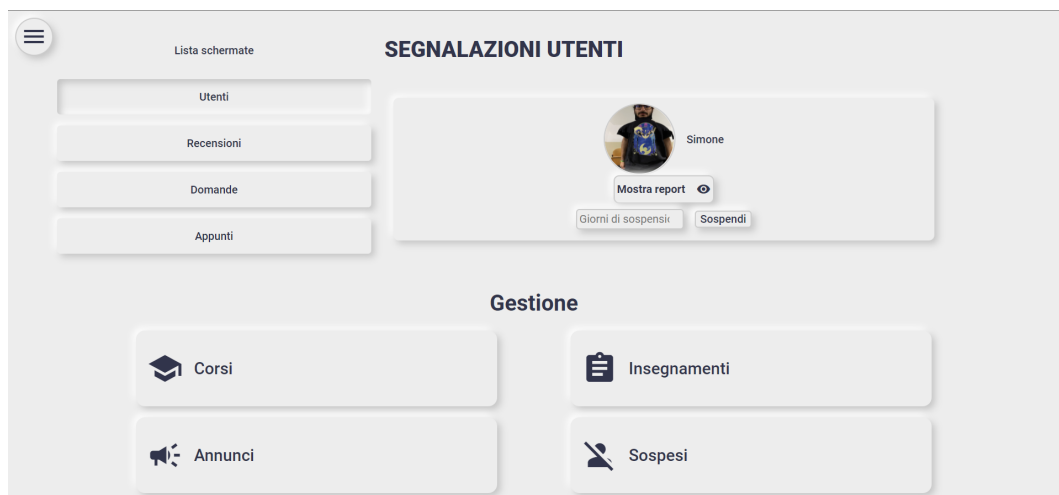 Lista schermate
SEGNALAZIONI UTENTI
Utenti
Recensioni
Domande
Appunti
Simone
Mostra report
Giorni di sospensi
Sospendi
Gestione
Corsi
Insegnamenti
Annunci
Sospesi